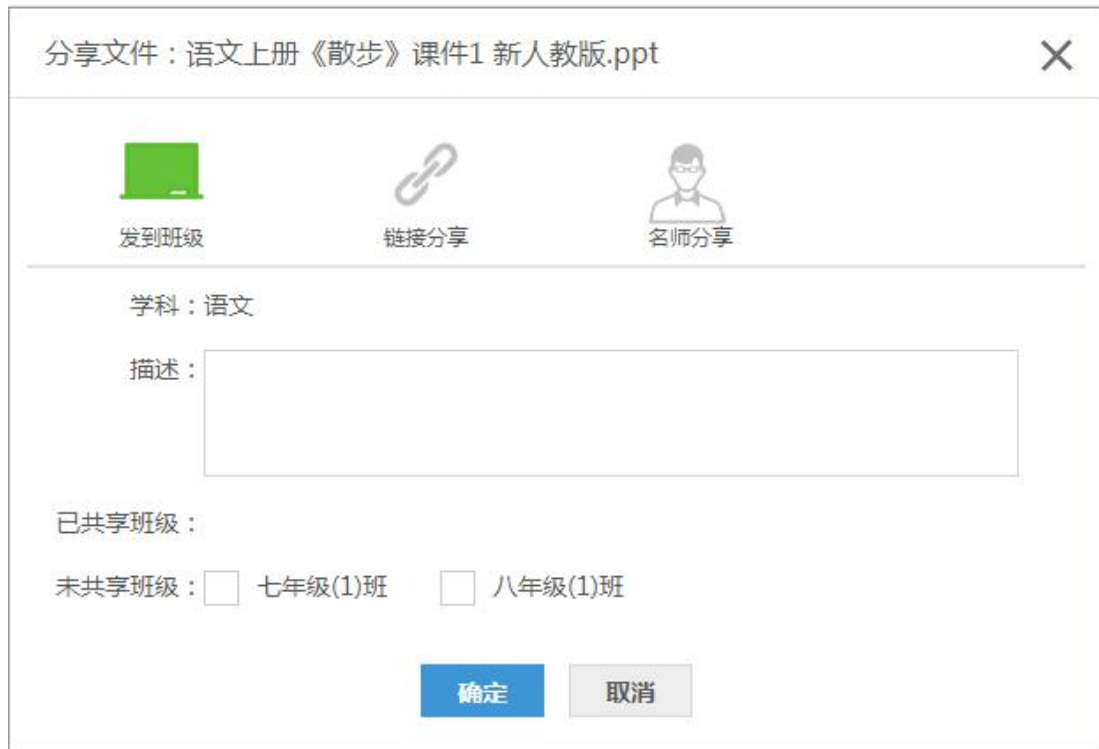 分享文件：语文上册《散步》课件1 新人教版.ppt
发到班级 链接分享 名师分享
学科：语文
描述：
已共享班级：
未共享班级： 七年级(1)班 八年级(1)班
确定 取消